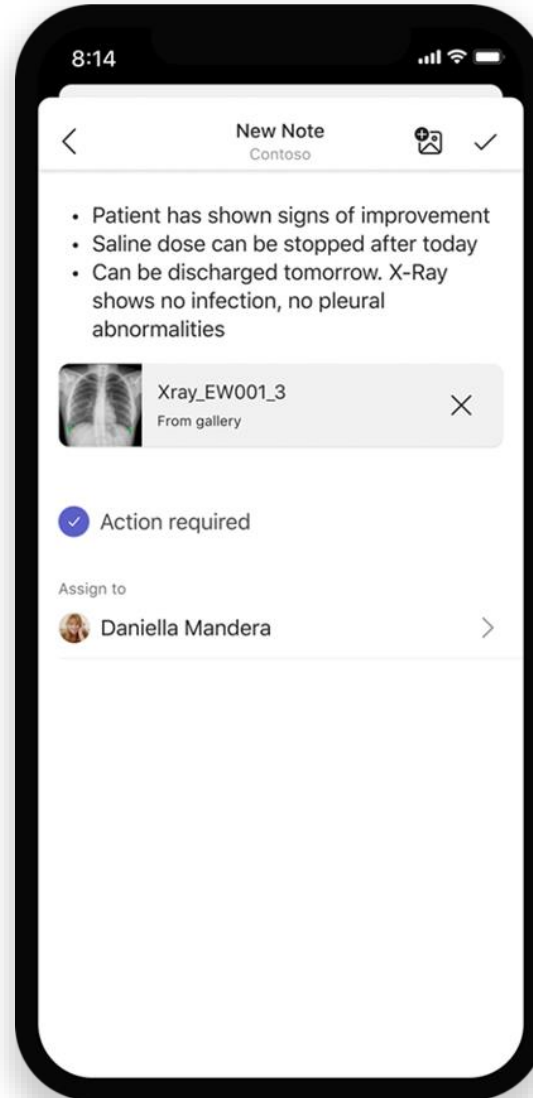 8:14
New Note
Contoso
• Patient has shown signs of improvement
• Saline dose can be stopped after today
• Can be discharged tomorrow. X-Ray
shows no infection, no pleural
abnormalities
Xray_EW001_3
From gallery
Action required
Assign to
Daniella Mandera